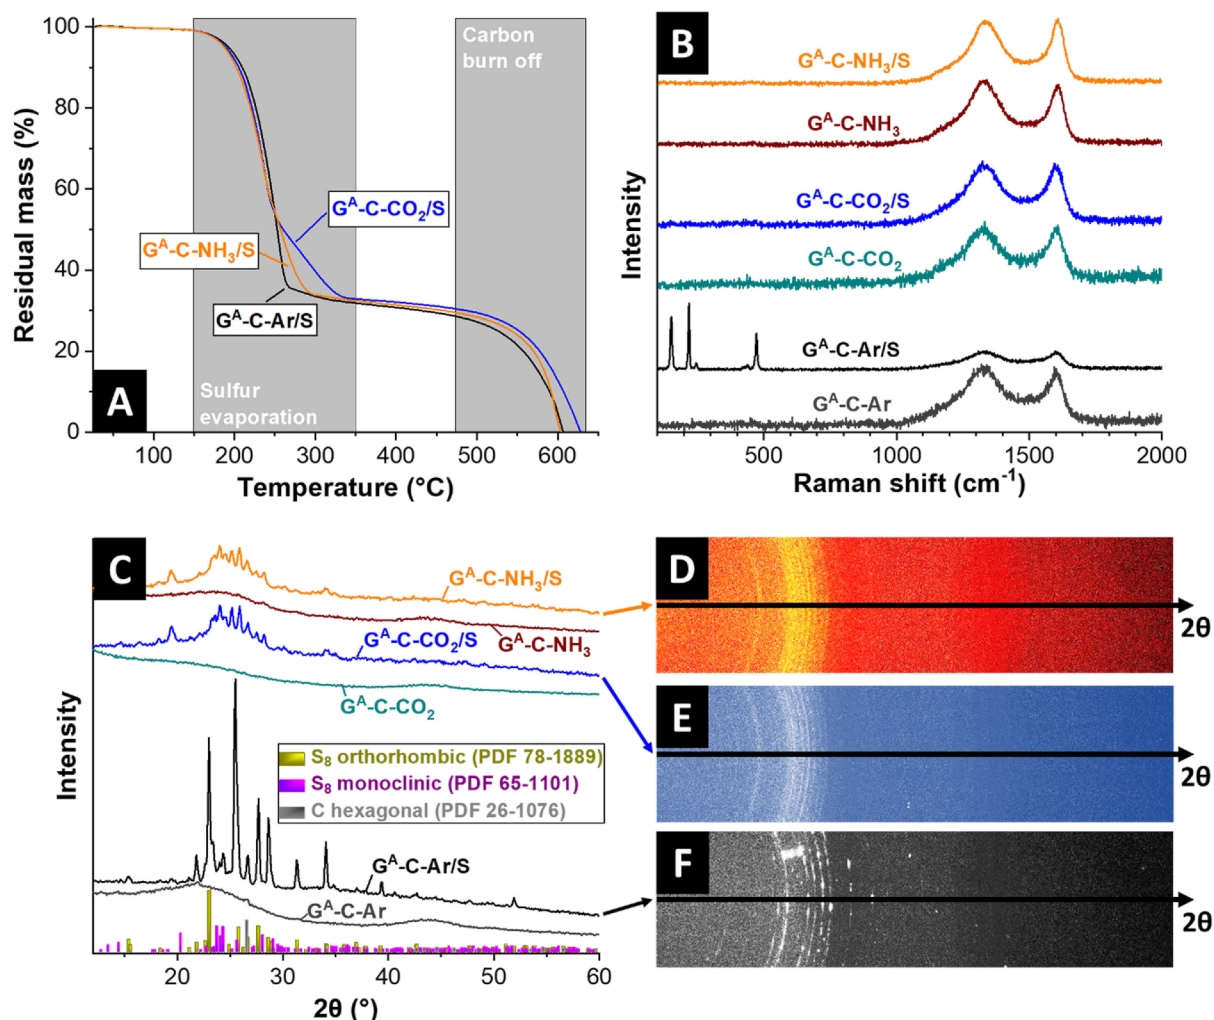 A
Residual mass (%)
100
80
60
40
20
0
Carbon
burn off
G^A-C-CO₂/S
G^A-C-NH₃/S
G^A-C-Ar/S
Sulfur
evaporation
100 200 300 400 500 600
Temperature (°C)
B
Intensity
G^A-C-NH₃/S
G^A-C-NH₃
G^A-C-CO₂/S
G^A-C-CO₂
G^A-C-Ar/S
G^A-C-Ar
500 1000 1500 2000
Raman shift (cm⁻¹)
C
Intensity
G^A-C-NH₃/S
G^A-C-NH₃
G^A-C-CO₂/S
G^A-C-CO₂
S₈ orthorhombic (PDF 78-1889)
S₈ monoclinic (PDF 65-1101)
C hexagonal (PDF 26-1076)
G^A-C-Ar/S
G^A-C-Ar
20 30 40 50 60
2θ (°)
D
2θ
E
2θ
F
2θ